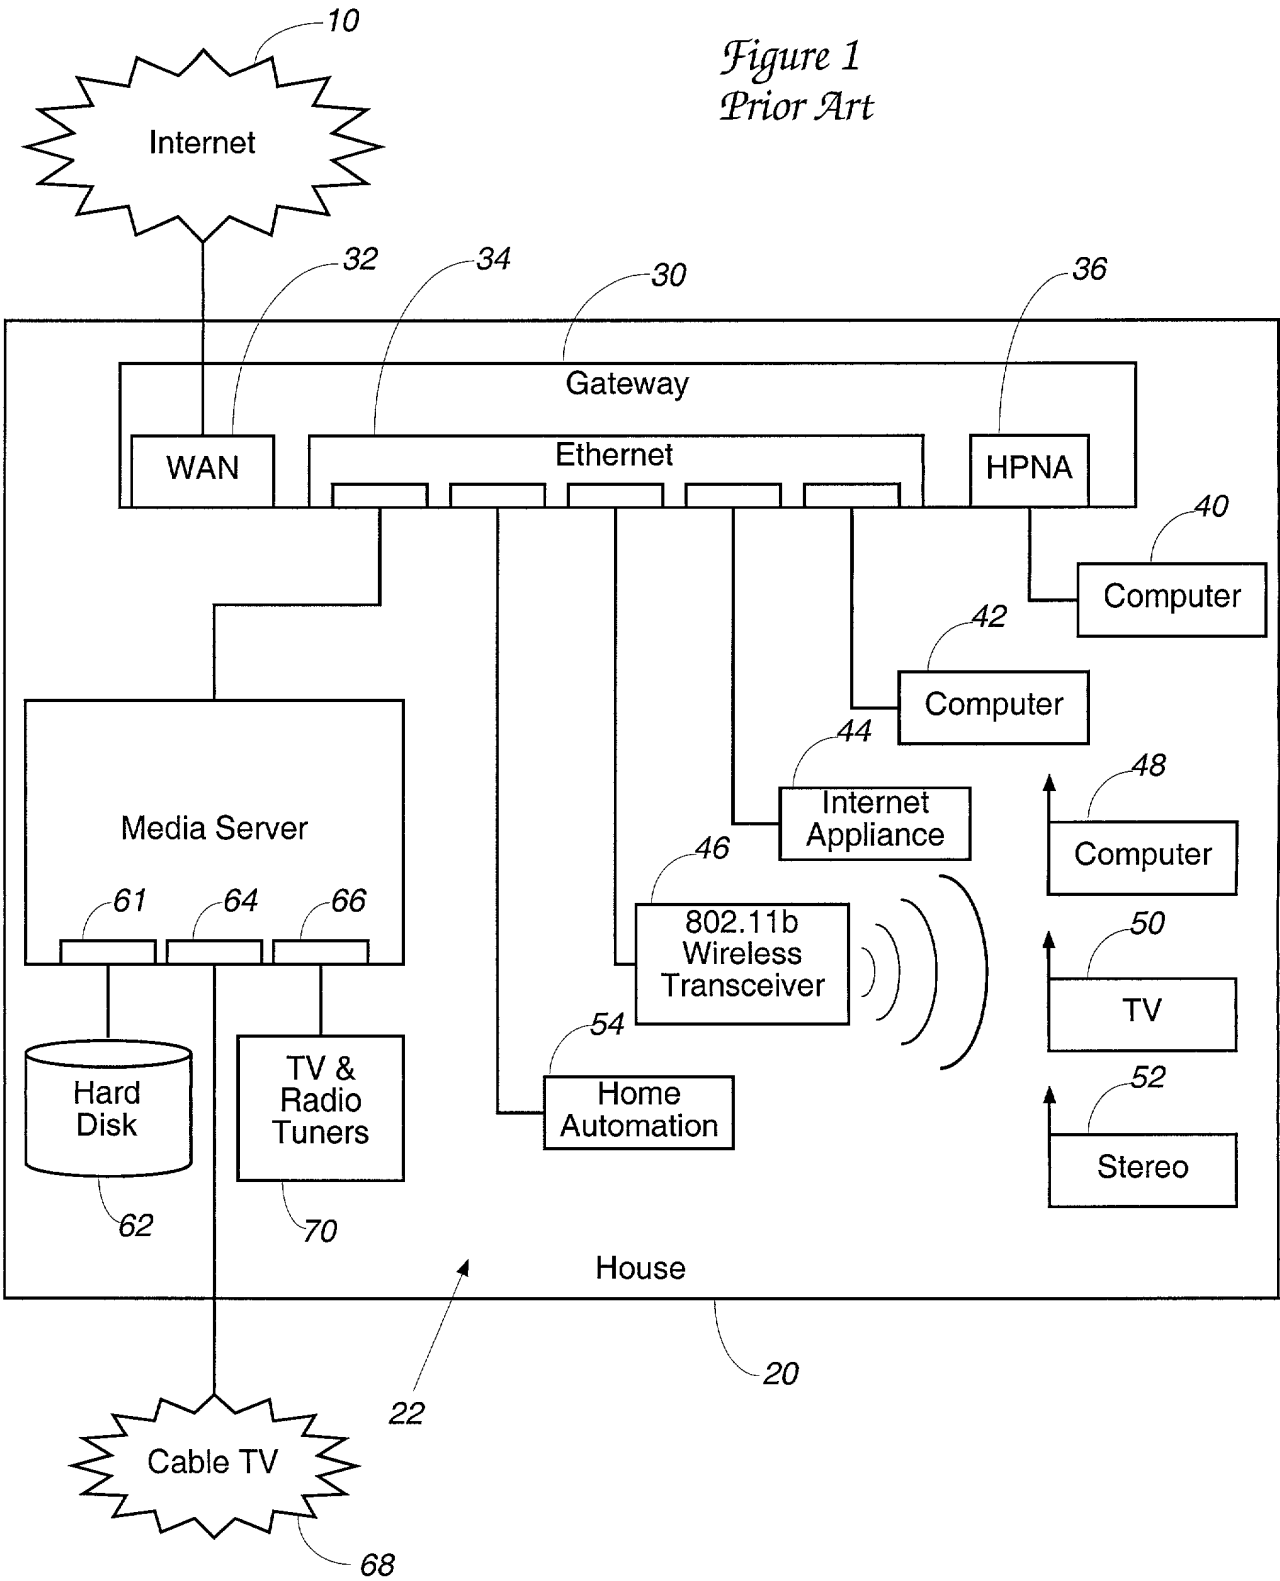 10
Figure 1
Prior Art
Internet
32
34
30
36
Gateway
WAN
Ethernet
HPNA
40
Computer
42
Computer
44
Internet
Appliance
48
Computer
Media Server
46
802.11b
Wireless
Transceiver
61
64
66
50
TV
54
Home
Automation
52
Stereo
Hard
Disk
TV &
Radio
Tuners
62
70
House
20
22
Cable TV
68